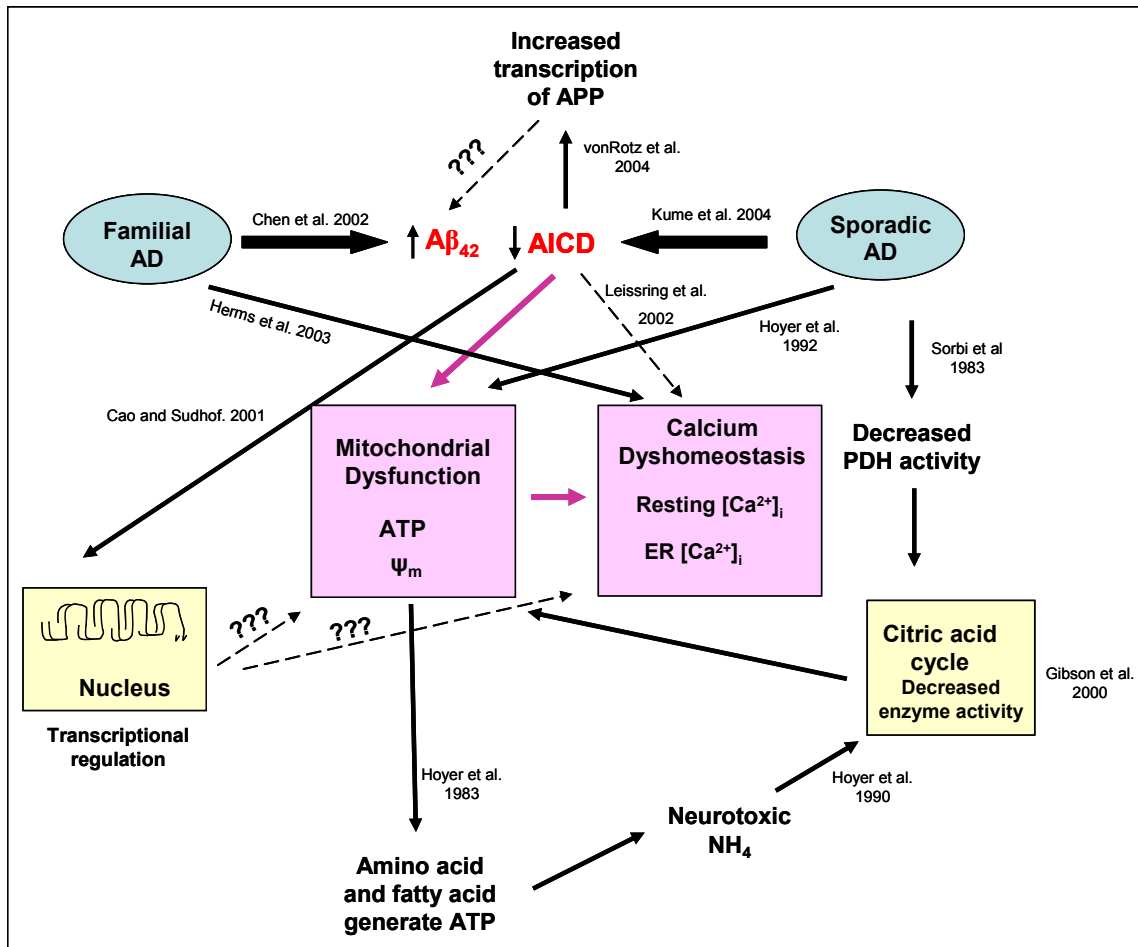 Increased
transcription
of APP
???
vonRotz et al.
2004
Familial
AD
Chen et al. 2002
↑ Aβ₄₂
↓ AICD
Kume et al. 2004
Sporadic
AD
Herms et al. 2003
Leissring et al.
2002
Hoyer et al.
1992
Sorbi et al
1983
Cao and Sudhof. 2001
Mitochondrial
Dysfunction
ATP
Ψₘ
Calcium
Dyshomeostasis
Resting [Ca²⁺]ᵢ
ER [Ca²⁺]ᵢ
Decreased
PDH activity
Nucleus
Transcriptional
regulation
???
???
Citric acid
cycle
Decreased
enzyme activity
Gibson et al.
2000
Hoyer et al.
1983
Hoyer et al.
1990
Neurotoxic
NH₄
Amino acid
and fatty acid
generate ATP